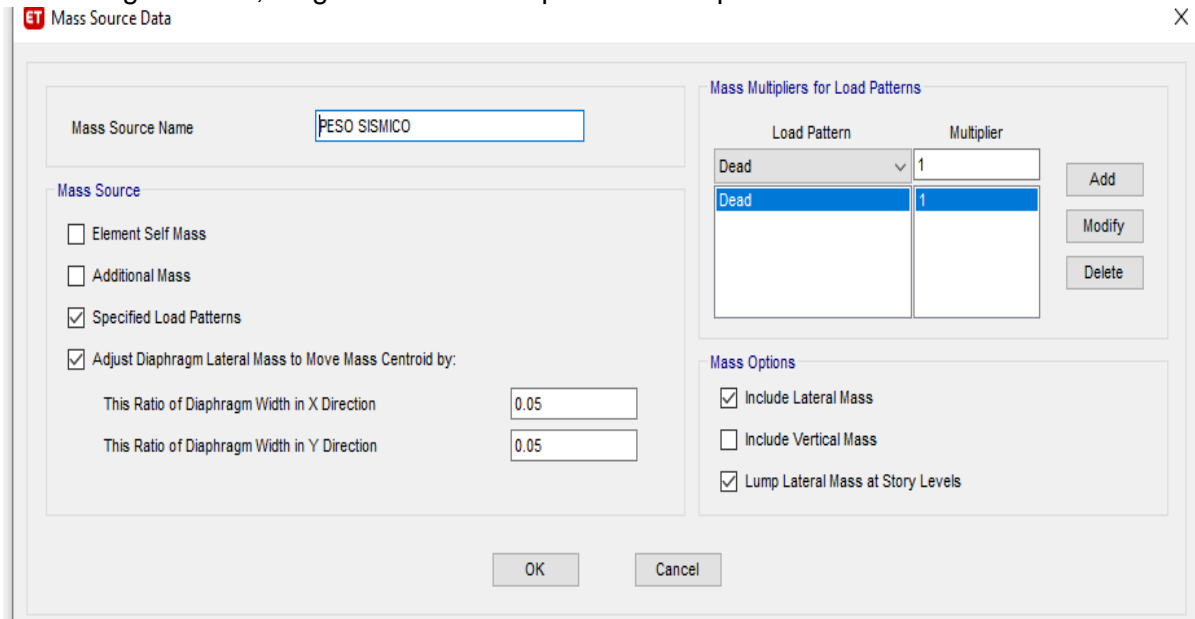 ET Mass Source Data
Mass Source Name
PESO SISMICO
Mass Source
Element Self Mass
Additional Mass
Specified Load Patterns
Adjust Diaphragm Lateral Mass to Move Mass Centroid by:
This Ratio of Diaphragm Width in X Direction
0.05
This Ratio of Diaphragm Width in Y Direction
0.05
Mass Multipliers for Load Patterns
Load Pattern Multiplier
Dead 1
Dead 1
Add
Modify
Delete
Mass Options
Include Lateral Mass
Include Vertical Mass
Lump Lateral Mass at Story Levels
OK Cancel